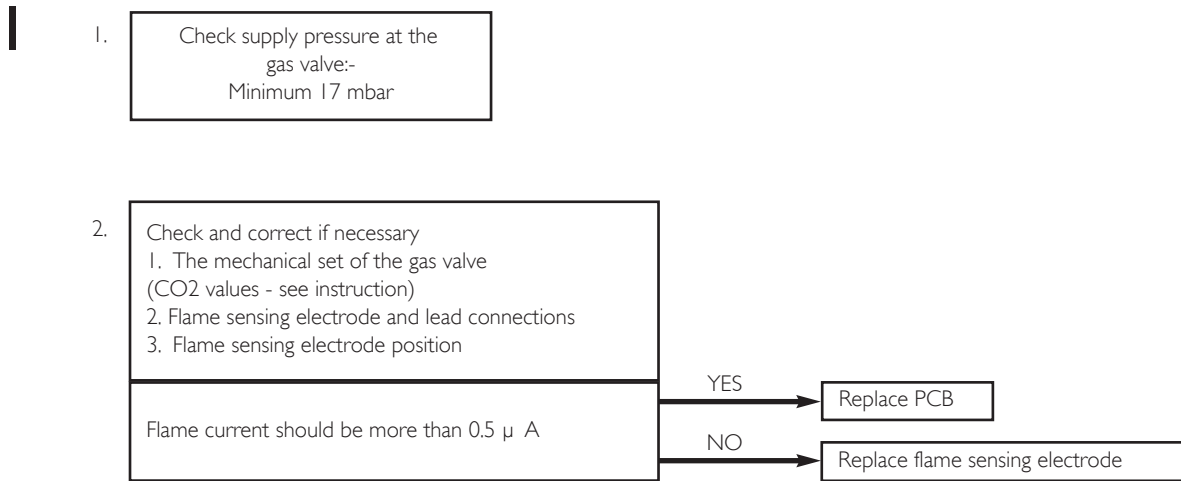 1. Check supply pressure at the
gas valve:-
Minimum 17 mbar
2. Check and correct if necessary
1. The mechanical set of the gas valve
(CO2 values - see instruction)
2. Flame sensing electrode and lead connections
3. Flame sensing electrode position
Flame current should be more than 0.5 μ A
YES
Replace PCB
NO
Replace flame sensing electrode